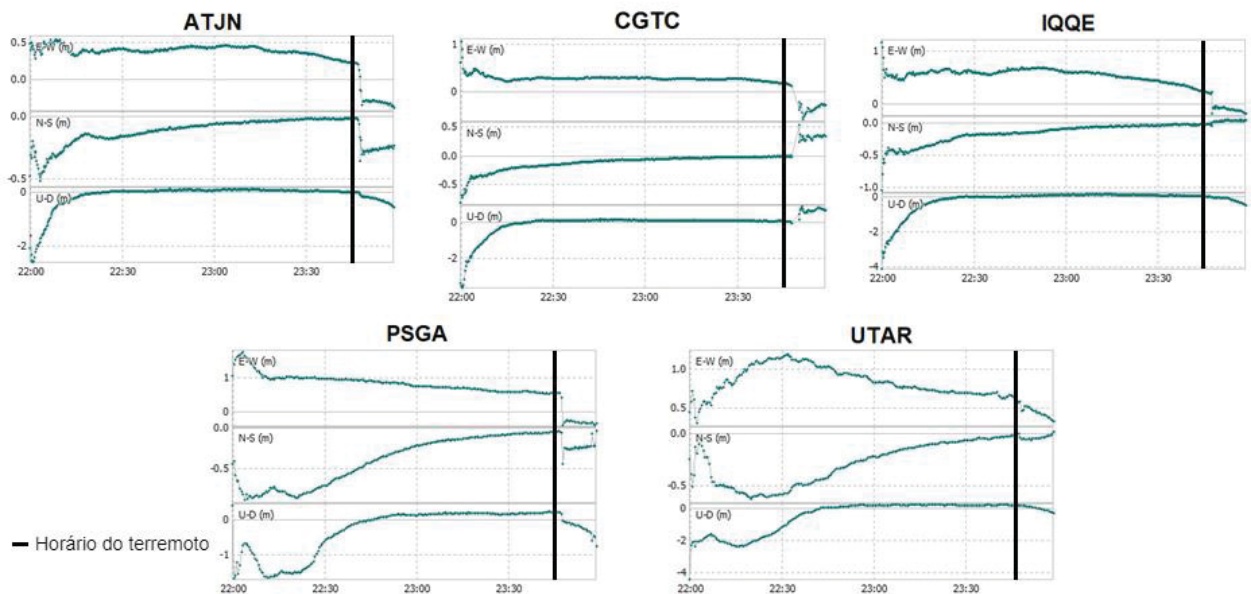 ATJN
0.5
E-W (m)
0.0
0.0
N-S (m)
-0.5
0
U-D (m)
-2
22:00 22:30 23:00 23:30
CGTC
1
E-W (m)
0
0.5
N-S (m)
0.0
-0.5
U-D (m)
0
-2
22:00 22:30 23:00 23:30
IQQE
1
E-W (m)
0
0.0
N-S (m)
-0.5
-1.0
0
U-D (m)
-2
-4
22:00 22:30 23:00 23:30
PSGA
E-W (m)
1
0
0.0
N-S (m)
-0.5
U-D (m)
0
-1
22:00 22:30 23:00 23:30
UTAR
E-W (m)
1.0
0.5
0.0
N-S (m)
-0.5
0
U-D (m)
-2
-4
22:00 22:30 23:00 23:30
Horário do terremoto